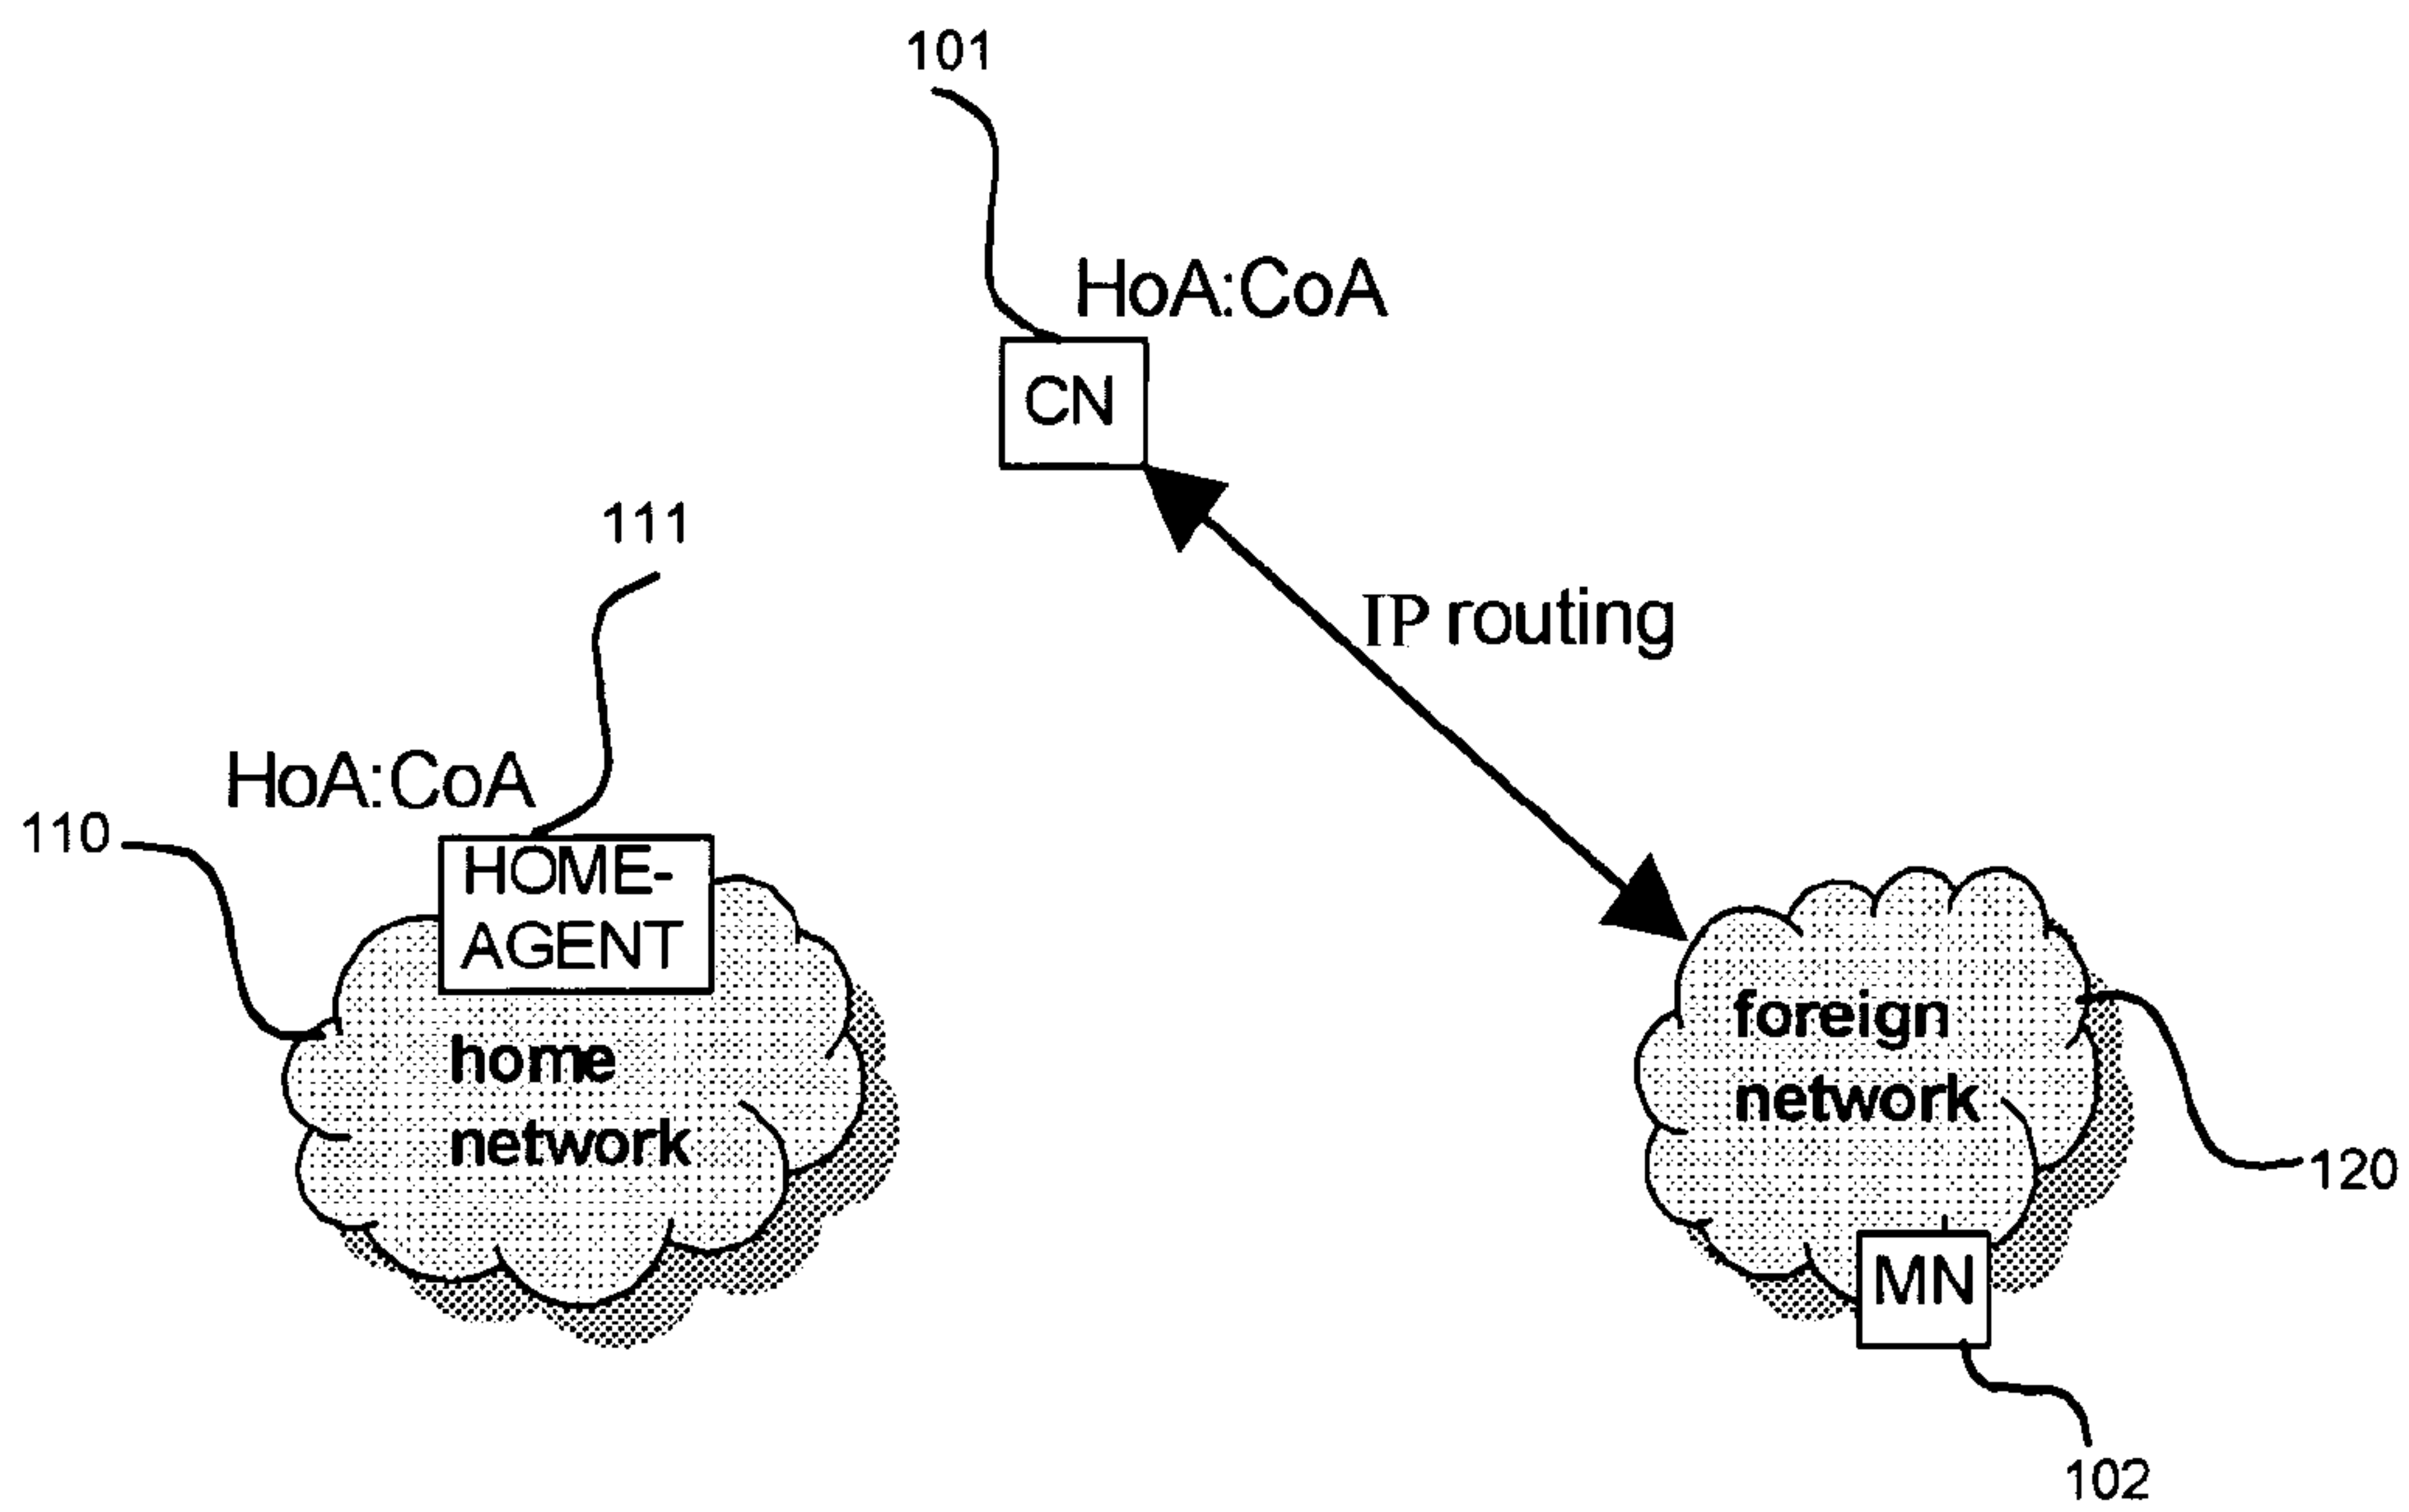 101
HoA:CoA
CN
111
IP routing
HoA:CoA
110
HOME-
AGENT
home
network
foreign
network
120
MN
102